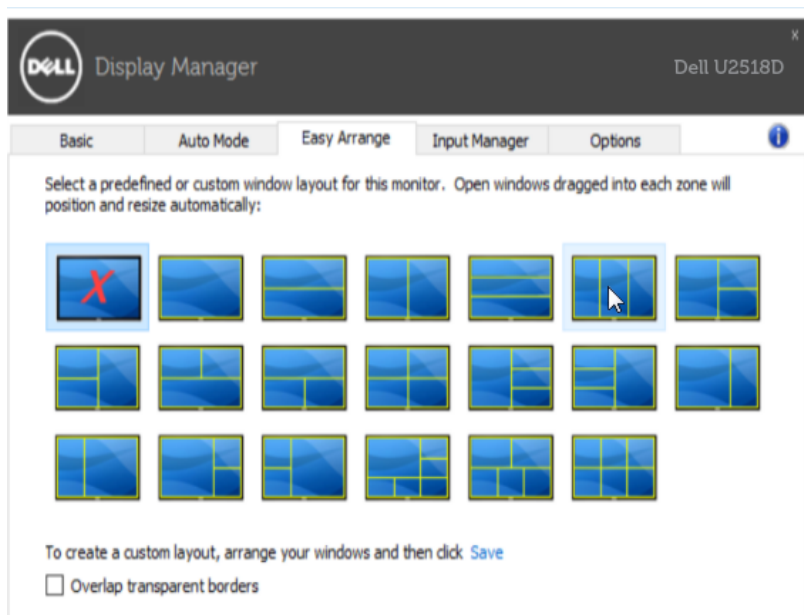 DELL Display Manager
X
Dell U2518D
Basic Auto Mode Easy Arrange Input Manager Options
Select a predefined or custom window layout for this monitor. Open windows dragged into each zone will
position and resize automatically:
X
To create a custom layout, arrange your windows and then click Save
Overlap transparent borders